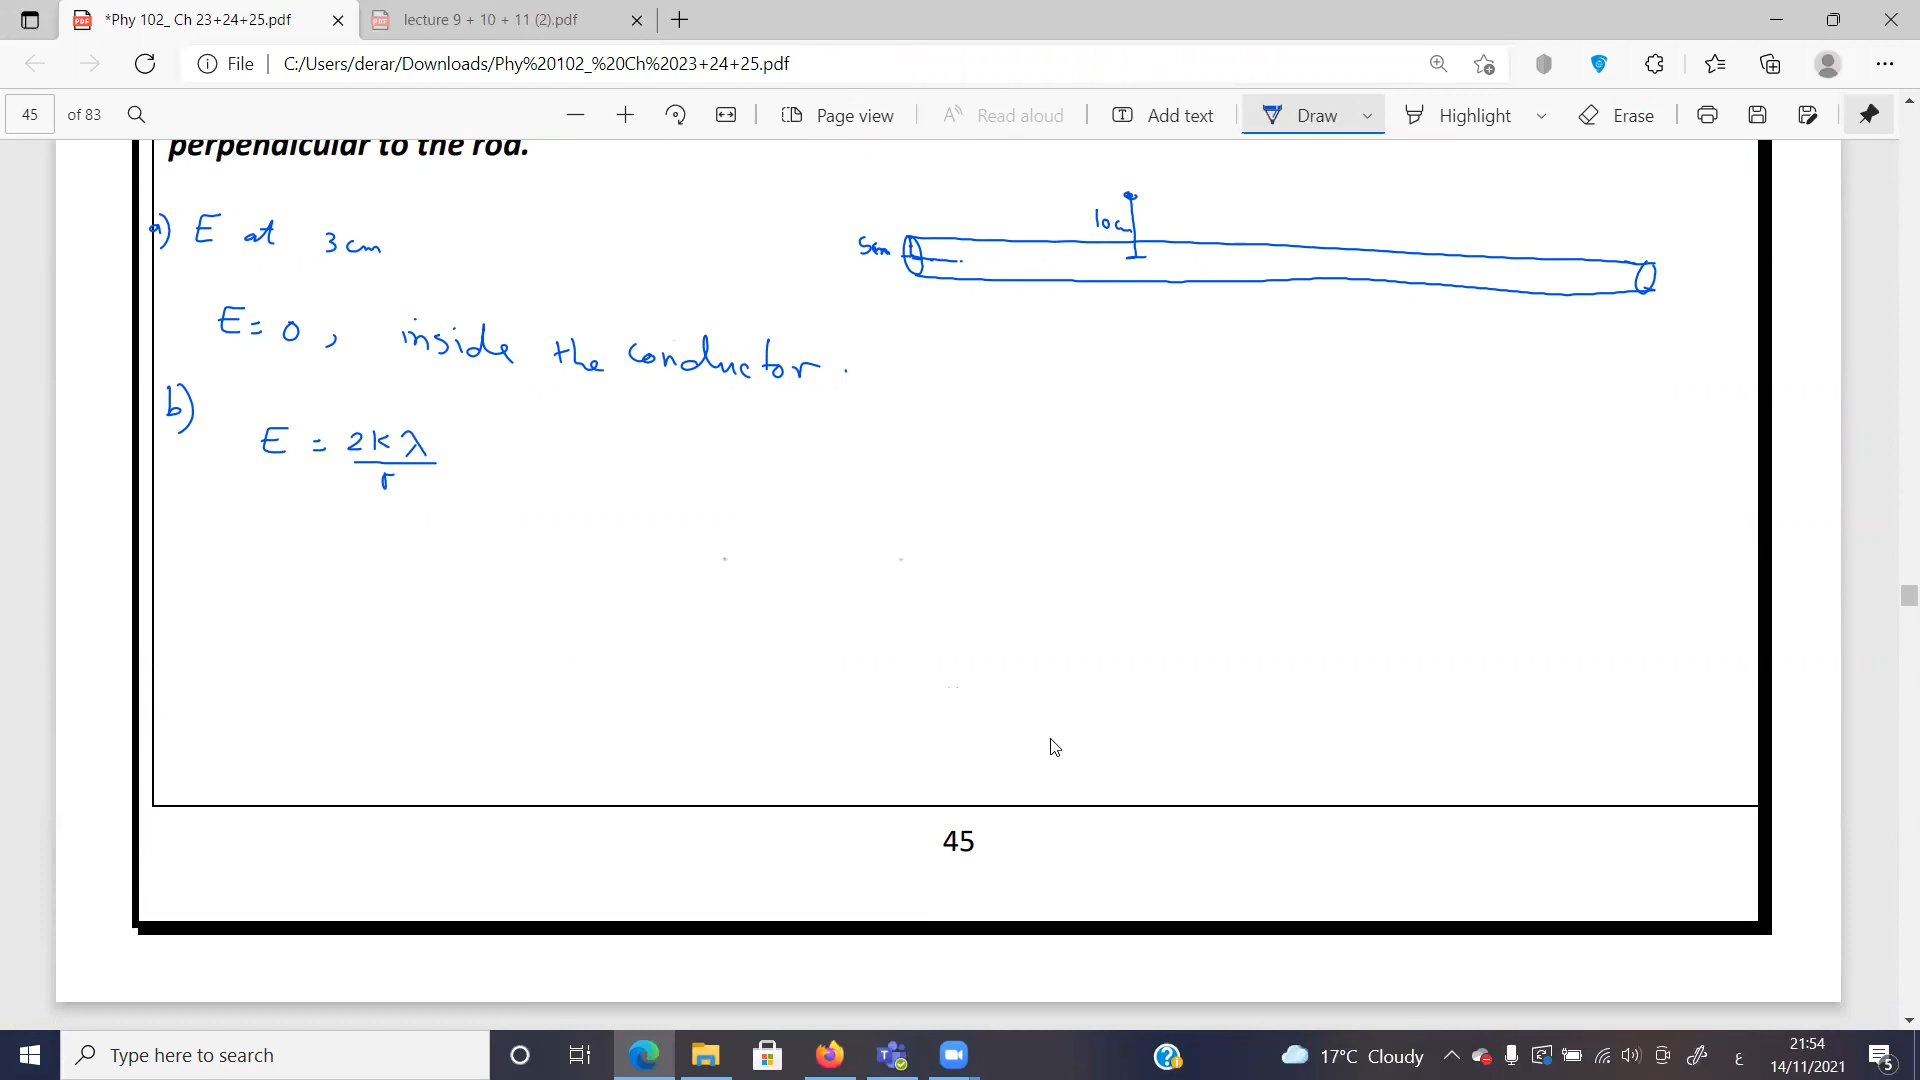 *Phy 102_ Ch 23+24+25.pdf
lecture 9 + 10 + 11 (2).pdf
File
C:/Users/derar/Downloads/Phy%20102_%20Ch%2023+24+25.pdf
45 of 83
Page view
Read aloud
Add text
Draw
Highlight
Erase
perpendicular to the rod.
a) E at 3 cm
10cm
5cm
E = 0 , inside the conductor .
b)
E = 2kλ
r
45
Type here to search
17°C Cloudy
ع
21:54
14/11/2021
5